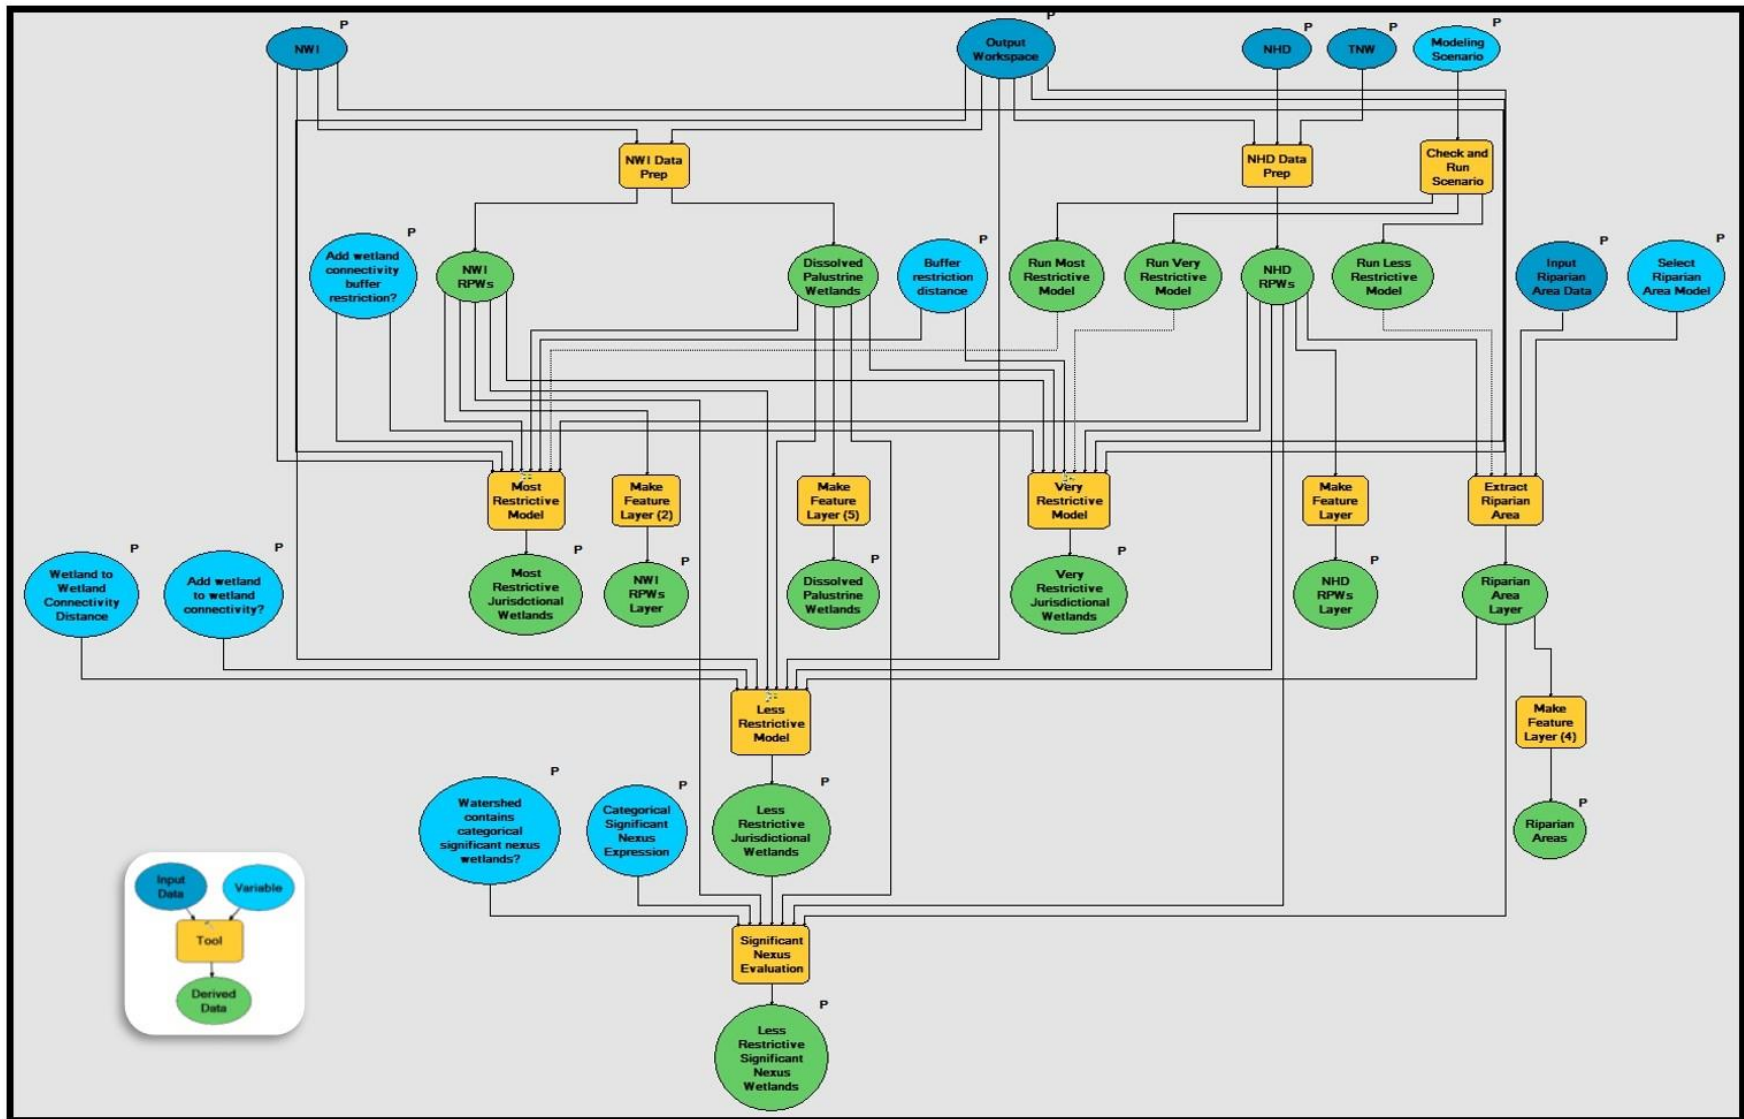 P
NWI
P
Output
Workspace
P
NHD
P
TNW
P
Modeling
Scenario
NWI Data
Prep
NHD Data
Prep
Check and
Run
Scenario
P
Add wetland
connectivity
buffer
restriction?
NWI
RPWs
Dissolved
Palustrine
Wetlands
P
Buffer
restriction
distance
Run Most
Restrictive
Model
Run Very
Restrictive
Model
NHD
RPWs
Run Less
Restrictive
Model
P
Input
Riparian
Area Data
P
Select
Riparian
Area Model
Most
Restrictive
Model
Make
Feature
Layer (2)
Make
Feature
Layer (5)
Very
Restrictive
Model
Make
Feature
Layer
Extract
Riparian
Area
P
Wetland to
Wetland
Connectivity
Distance
P
Add wetland
to wetland
connectivity?
P
Most
Restrictive
Jurisdctional
Wetlands
P
NWI
RPWs
Layer
P
Dissolved
Palustrine
Wetlands
P
Very
Restrictive
Jurisdctional
Wetlands
P
NHD
RPWs
Layer
Riparian
Area
Layer
Less
Restrictive
Model
Make
Feature
Layer (4)
P
Watershed
contains
categorical
significant nexus
wetlands?
P
Categorical
Significant
Nexus
Expression
P
Less
Restrictive
Jurisdictional
Wetlands
P
Riparian
Areas
Input
Data
Variable
Tool
Derived
Data
Significant
Nexus
Evaluation
P
Less
Restrictive
Significant
Nexus
Wetlands